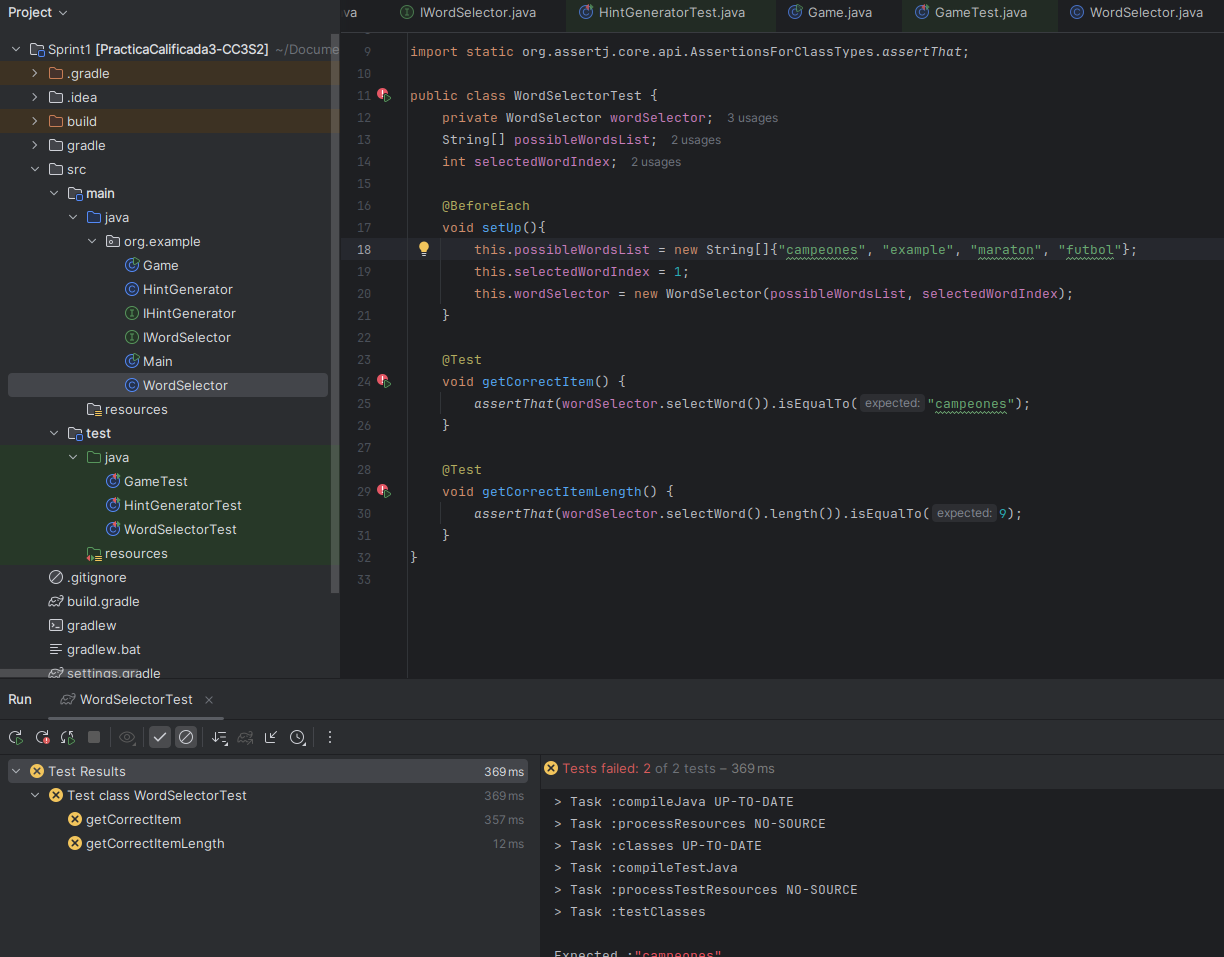 Project
va
IWordSelector.java
HintGeneratorTest.java
Game.java
GameTest.java
WordSelector.java
Sprint1 [PracticaCalificada3-CC3S2] ~/Docume
.gradle
.idea
build
gradle
src
main
java
org.example
Game
HintGenerator
IHintGenerator
IWordSelector
Main
WordSelector
resources
test
java
GameTest
HintGeneratorTest
WordSelectorTest
resources
.gitignore
build.gradle
gradlew
gradlew.bat
settings.gradle
9 import static org.assertj.core.api.AssertionsForClassTypes.assertThat;
10
11 public class WordSelectorTest {
12 private WordSelector wordSelector; 3 usages
13 String[] possibleWordsList; 2 usages
14 int selectedWordIndex; 2 usages
15
16 @BeforeEach
17 void setUp(){
18 this.possibleWordsList = new String[]{"campeones", "example", "maraton", "futbol"};
19 this.selectedWordIndex = 1;
20 this.wordSelector = new WordSelector(possibleWordsList, selectedWordIndex);
21 }
22
23 @Test
24 void getCorrectItem() {
25 assertThat(wordSelector.selectWord()).isEqualTo( expected: "campeones");
26 }
27
28 @Test
29 void getCorrectItemLength() {
30 assertThat(wordSelector.selectWord().length()).isEqualTo( expected: 9);
31 }
32 }
33
Run
WordSelectorTest
Test Results 369 ms
Test class WordSelectorTest 369 ms
getCorrectItem 357 ms
getCorrectItemLength 12 ms
Tests failed: 2 of 2 tests – 369 ms
> Task :compileJava UP-TO-DATE
> Task :processResources NO-SOURCE
> Task :classes UP-TO-DATE
> Task :compileTestJava
> Task :processTestResources NO-SOURCE
> Task :testClasses
Expected :"campeones"